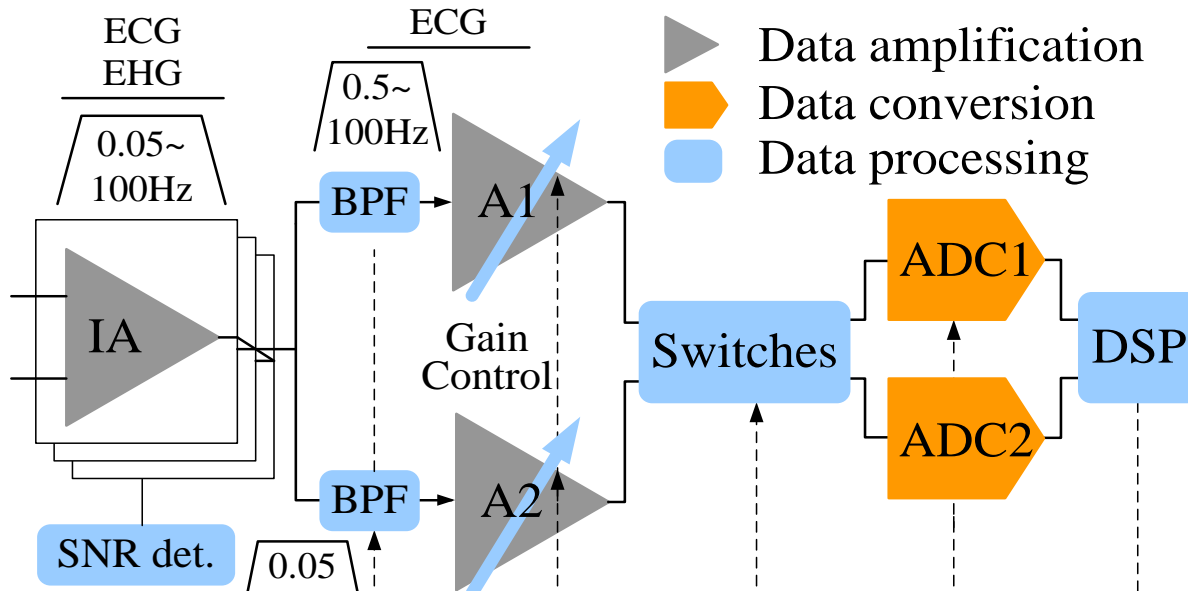 ECG
EHG
0.05~
100Hz
ECG
0.5~
100Hz
Data amplification
Data conversion
Data processing
IA
BPF
A1
Gain
Control
Switches
ADC1
ADC2
DSP
BPF
A2
SNR det.
0.05